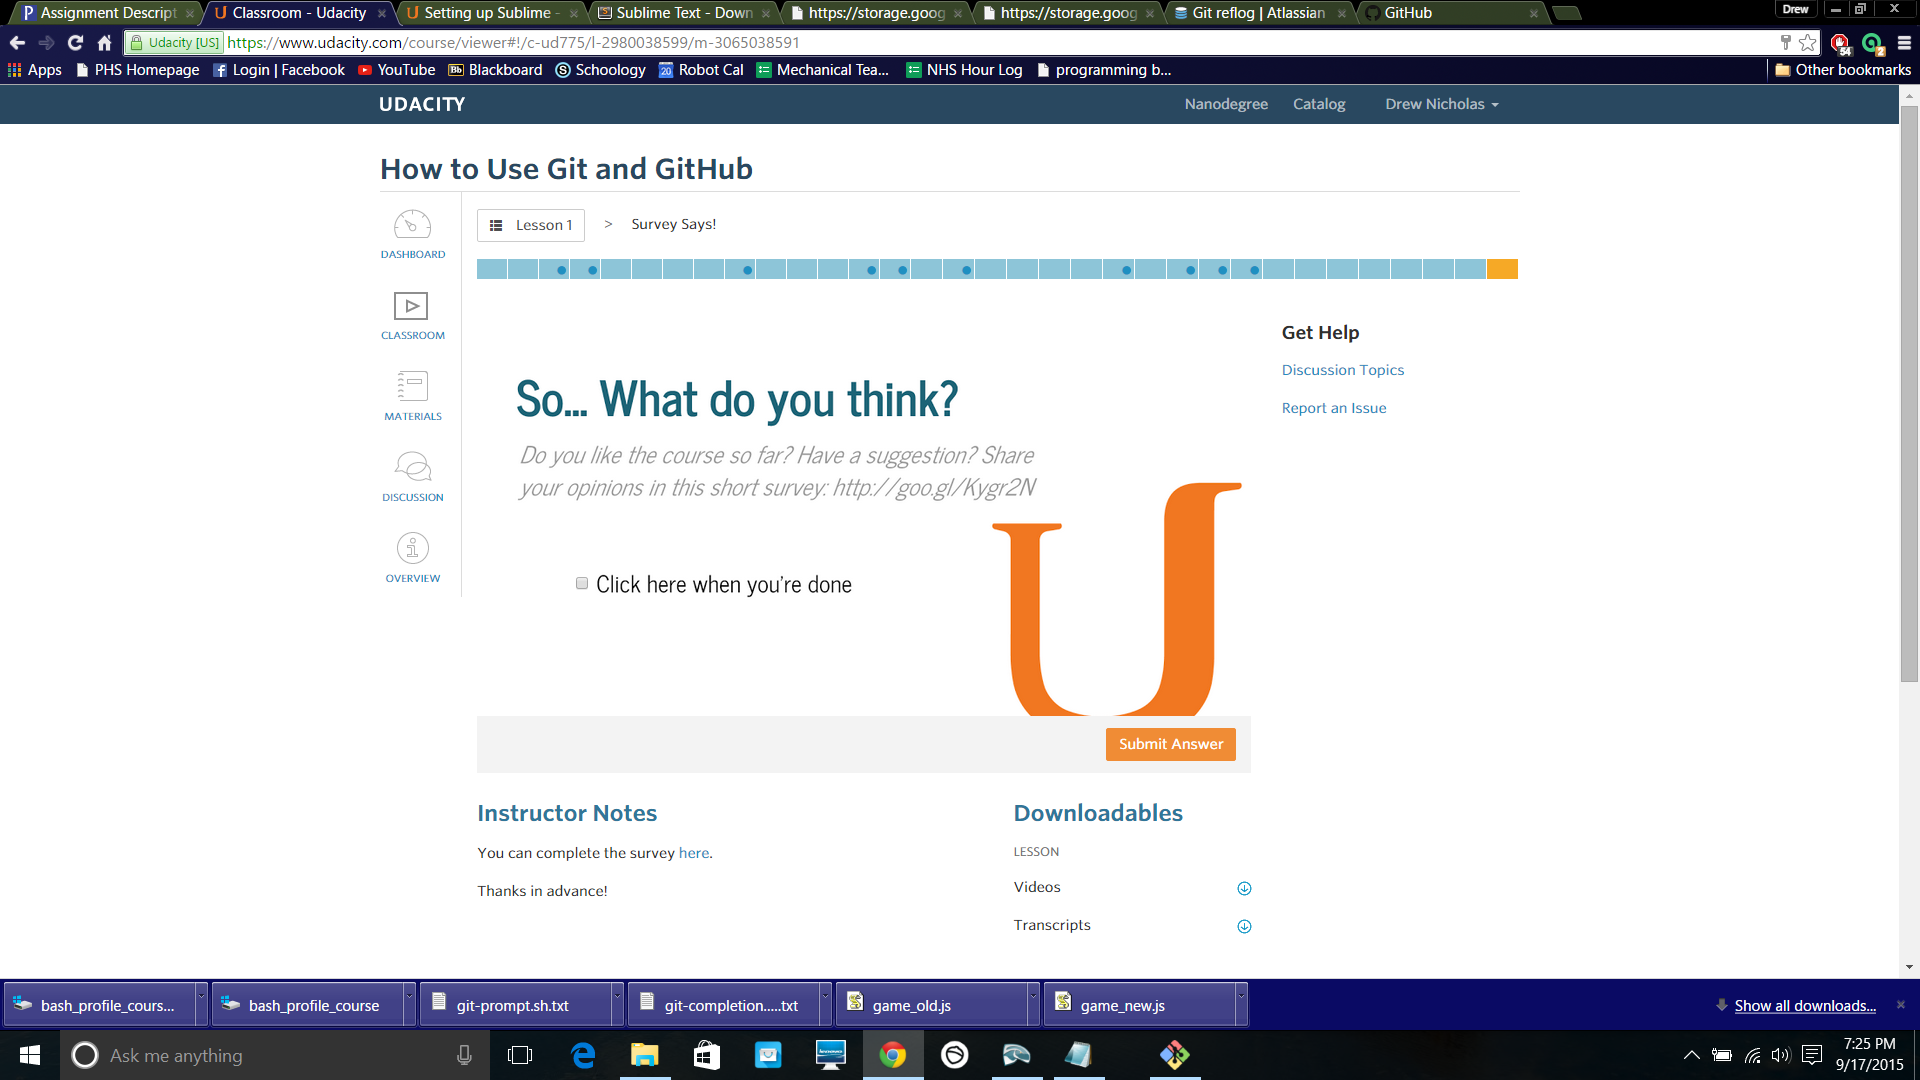 Assignment Descript
Classroom - Udacity
Setting up Sublime -
Sublime Text - Down
https://storage.goog
https://storage.goog
Git reflog | Atlassian
GitHub
Drew
Udacity [US]
https://www.udacity.com/course/viewer#!/c-ud775/l-2980038599/m-3065038591
54
2
Apps
PHS Homepage
Login | Facebook
YouTube
Bb Blackboard
Schoology
20 Robot Cal
Mechanical Tea...
NHS Hour Log
programming b...
Other bookmarks
UDACITY
Nanodegree
Catalog
Drew Nicholas
How to Use Git and GitHub
Lesson 1 > Survey Says!
DASHBOARD
CLASSROOM
MATERIALS
DISCUSSION
OVERVIEW
So... What do you think?
Do you like the course so far? Have a suggestion? Share
your opinions in this short survey: http://goo.gl/Kygr2N
Click here when you're done
Submit Answer
Get Help
Discussion Topics
Report an Issue
Instructor Notes
You can complete the survey here.
Thanks in advance!
Downloadables
LESSON
Videos
Transcripts
bash_profile_cours...
bash_profile_course
git-prompt.sh.txt
git-completion.....txt
game_old.js
game_new.js
Show all downloads...
Ask me anything
7:25 PM
9/17/2015